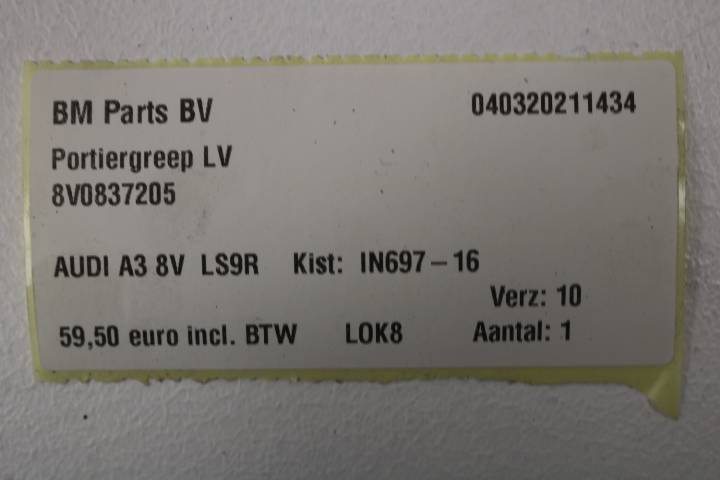 BM Parts BV 040320211434
Portiergreep LV
8V0837205
AUDI A3 8V LS9R Kist: IN697-16
Verz: 10
59,50 euro incl. BTW LOK8 Aantal: 1